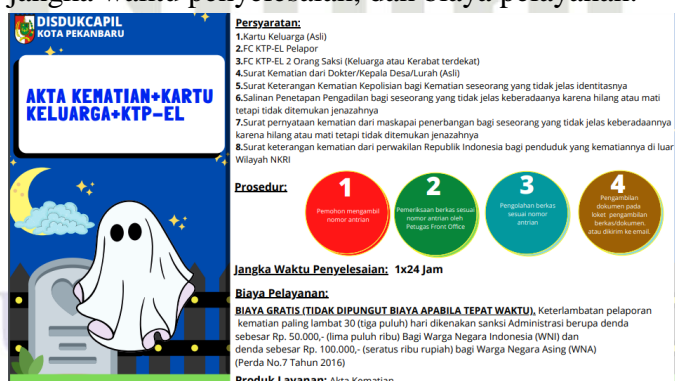 jangka waktu penyelesaian, dan biaya pelayanan.
DISDUKCAPIL
KOTA PEKANBARU
AKTA KEMATIAN+KARTU
KELUARGA+KTP-EL
Persyaratan:
1.Kartu Keluarga (Asli)
2.FC KTP-EL Pelapor
3.FC KTP-EL 2 Orang Saksi (Keluarga atau Kerabat terdekat)
4.Surat Kematian dari Dokter/Kepala Desa/Lurah (Asli)
5.Surat Keterangan Kematian Kepolisian bagi Kematian seseorang yang tidak jelas identitasnya
6.Salinan Penetapan Pengadilan bagi seseorang yang tidak jelas keberadaanya karena hilang atau mati
tetapi tidak ditemukan jenazahnya
7.Surat pernyataan kematian dari maskapai penerbangan bagi seseorang yang tidak jelas keberadaannya
karena hilang atau mati tetapi tidak ditemukan jenazahnya
8.Surat keterangan kematian dari perwakilan Republik Indonesia bagi penduduk yang kematiannya di luar
Wilayah NKRI
Prosedur:
1
Pemohon mengambil
nomor antrian
2
Pemeriksaan berkas sesuai
nomor antrian oleh
Petugas Front Office
3
Pengolahan berkas
sesuai nomor
antrian
4
Pengambilan
dokumen pada
loket pengambilan
berkas/dokumen
atau dikirim ke email
Jangka Waktu Penyelesaian: 1x24 Jam
Biaya Pelayanan:
BIAYA GRATIS (TIDAK DIPUNGUT BIAYA APABILA TEPAT WAKTU), Keterlambatan pelaporan
kematian paling lambat 30 (tiga puluh) hari dikenakan sanksi Administrasi berupa denda
sebesar Rp. 50.000,- (lima puluh ribu) Bagi Warga Negara Indonesia (WNI) dan
denda sebesar Rp. 100.000,- (seratus ribu rupiah) bagi Warga Negara Asing (WNA)
(Perda No.7 Tahun 2016)
Produk Layanan: Akta Kematian